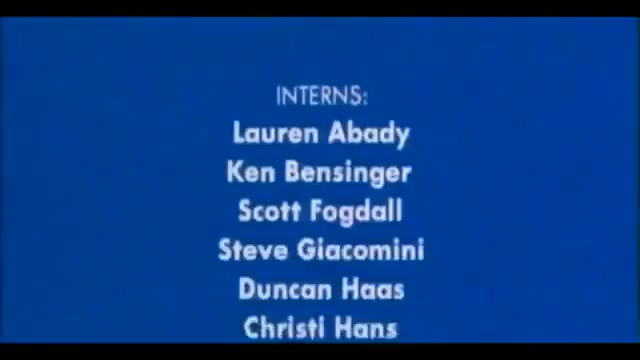 INTERNS:
Lauren Abady
Ken Bensinger
Scott Fogdall
Steve Giacomini
Duncan Haas
Christi Hans